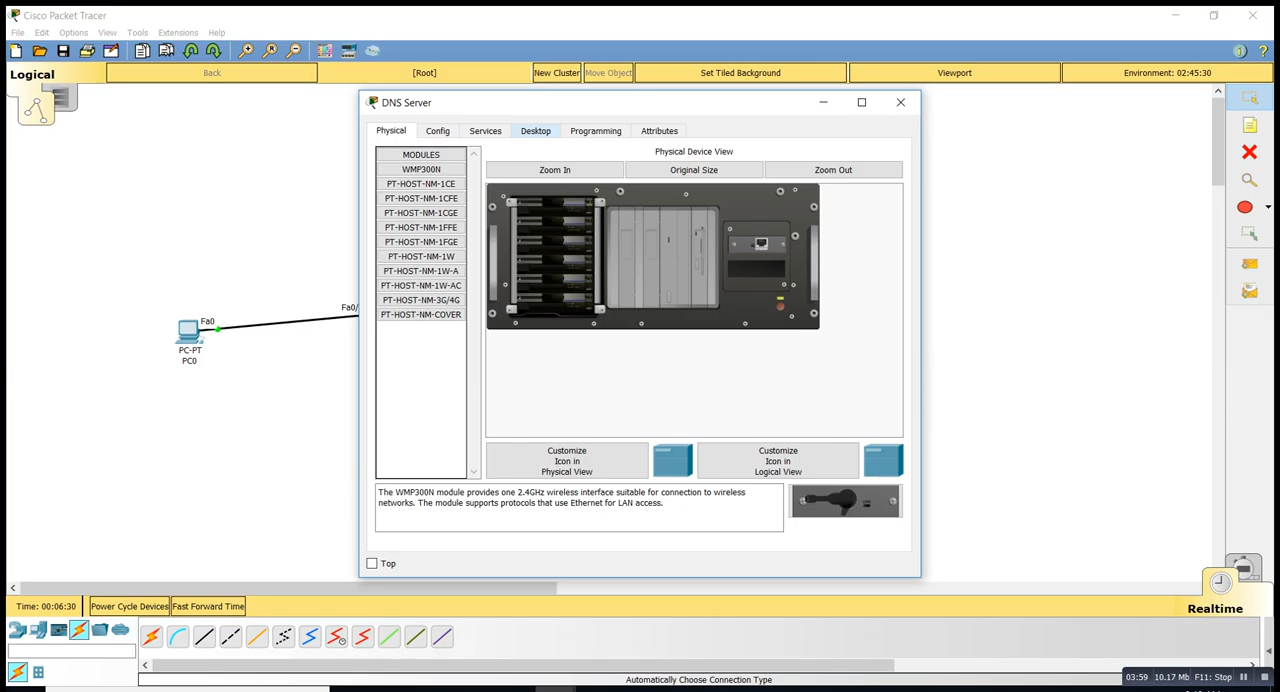 Cisco Packet Tracer
File Edit Options View Tools Extensions Help
Logical
Back
[Root]
New Cluster
Move Object
Set Tiled Background
Viewport
Environment: 02:45:30
DNS Server
Physical Config Services Desktop Programming Attributes
MODULES
WMP300N
PT-HOST-NM-1CE
PT-HOST-NM-1CFE
PT-HOST-NM-1CGE
PT-HOST-NM-1FFE
PT-HOST-NM-1FGE
PT-HOST-NM-1W
PT-HOST-NM-1W-A
PT-HOST-NM-1W-AC
PT-HOST-NM-3G/4G
PT-HOST-NM-COVER
Physical Device View
Zoom In
Original Size
Zoom Out
Customize
Icon in
Physical View
Customize
Icon in
Logical View
The WMP300N module provides one 2.4GHz wireless interface suitable for connection to wireless
networks. The module supports protocols that use Ethernet for LAN access.
Top
Fa0
Fa0/
PC-PT
PC0
Time: 00:06:30
Power Cycle Devices
Fast Forward Time
Realtime
Automatically Choose Connection Type
03:59 10.17 Mb F11: Stop